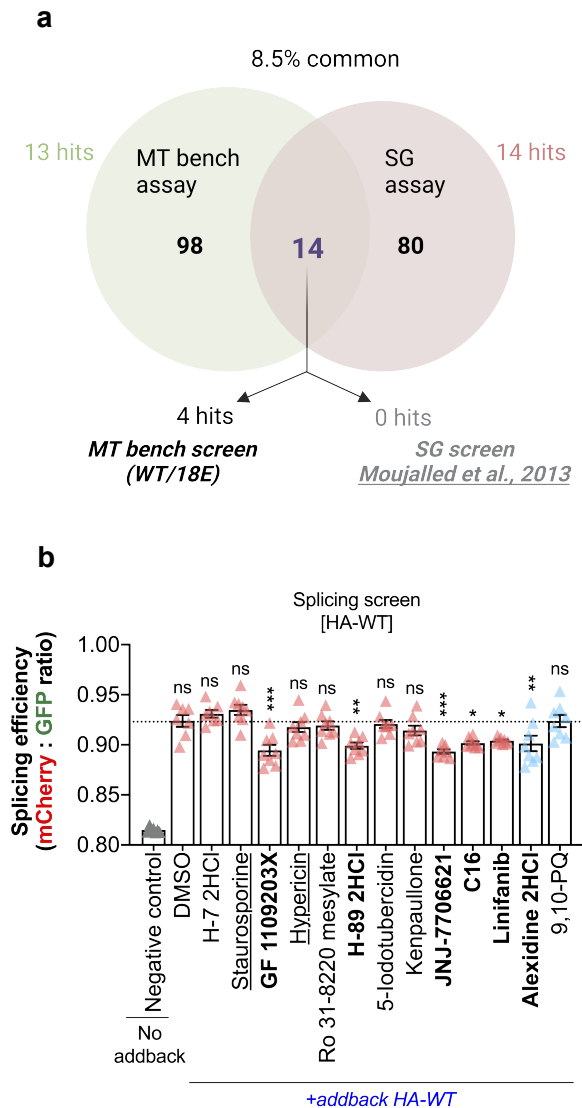 a
8.5% common
13 hits
14 hits
MT bench
assay
SG
assay
98
14
80
4 hits
0 hits
MT bench screen
(WT/18E)
SG screen
Moujalled et al., 2013
b
Splicing screen
[HA-WT]
Splicing efficiency
(mCherry : GFP ratio)
1.00
0.95
0.90
0.85
0.80
ns
ns
ns
***
ns
ns
**
ns
ns
***
*
*
**
ns
Negative control
DMSO
H-7 2HCl
Staurosporine
GF 1109203X
Hypericin
Ro 31-8220 mesylate
H-89 2HCl
5-Iodotubercidin
Kenpaullone
JNJ-7706621
C16
Linifanib
Alexidine 2HCl
9,10-PQ
No
addback
+addback HA-WT